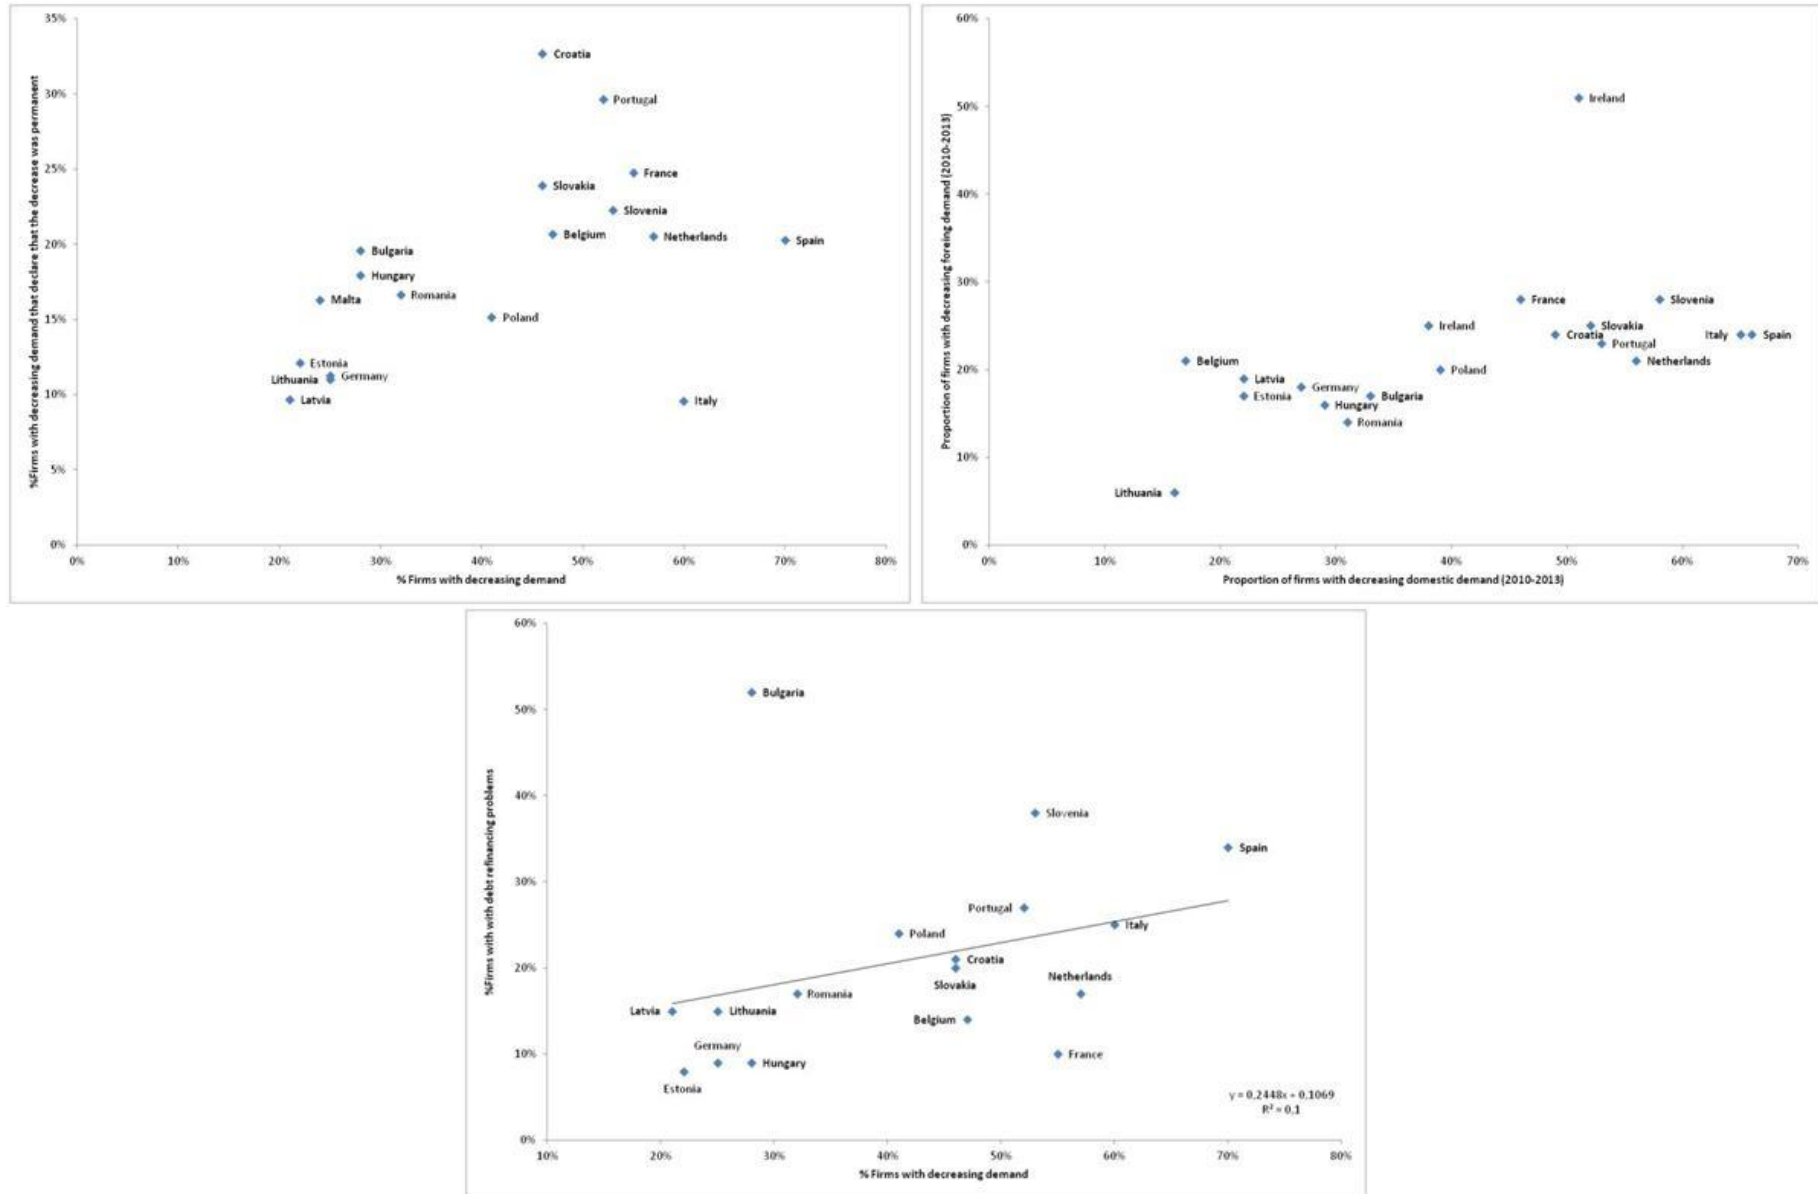 35%
30%
25%
20%
15%
10%
5%
0%
%Firms with decreasing demand that declare that the decrease was permanent
Croatia
Portugal
France
Slovakia
Slovenia
Belgium
Netherlands
Spain
Bulgaria
Hungary
Malta
Romania
Poland
Estonia
Germany
Lithuania
Latvia
Italy
0% 10% 20% 30% 40% 50% 60% 70% 80%
% Firms with decreasing demand
60%
50%
40%
30%
20%
10%
0%
Proportion of firms with decreasing foreing demand (2010-2013)
Ireland
France
Slovenia
Ireland
Slovakia
Croatia
Italy
Spain
Portugal
Belgium
Netherlands
Poland
Latvia
Germany
Estonia
Bulgaria
Hungary
Romania
Lithuania
0% 10% 20% 30% 40% 50% 60% 70%
Proportion of firms with decreasing domestic demand (2010-2013)
60%
50%
40%
30%
20%
10%
0%
%Firms with with debt refinancing problems
Bulgaria
Slovenia
Spain
Portugal
Italy
Poland
Croatia
Slovakia
Netherlands
Romania
Latvia
Lithuania
Belgium
Germany
Hungary
France
Estonia
y = 0,2448x + 0,1069
R² = 0,1
10% 20% 30% 40% 50% 60% 70% 80%
% Firms with decreasing demand